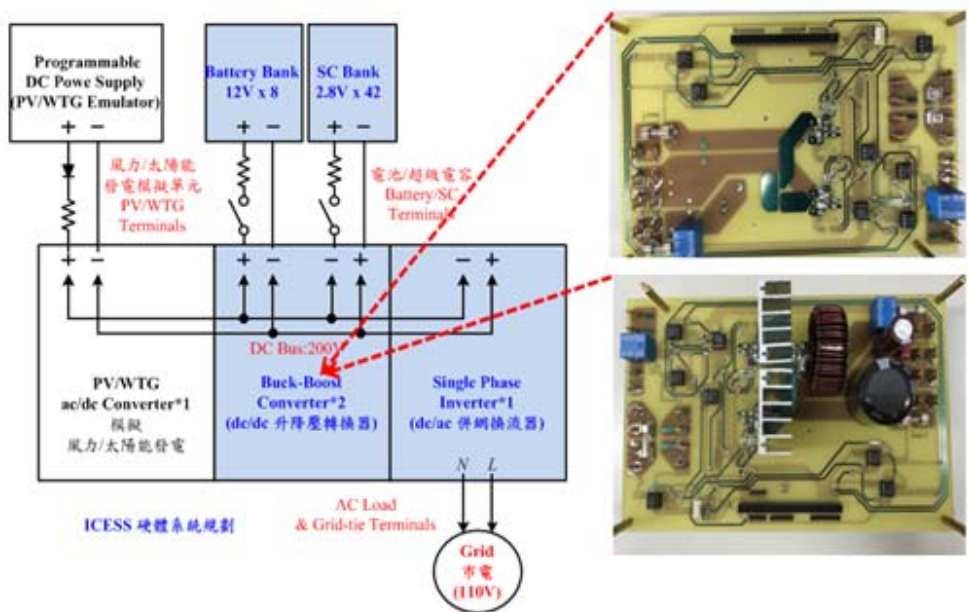 Programmable
DC Powe Supply
(PV/WTG Emulator)
+ −
Battery Bank
12V x 8
+ −
SC Bank
2.8V x 42
+ −
風力/太陽能
發電模擬單元
PV/WTG
Terminals
電池/超級電容
Battery/SC
Terminals
+ − + − − + − +
DC Bus:200V
PV/WTG
ac/dc Converter*1
模擬
風力/太陽能發電
Buck-Boost
Converter*2
(dc/dc 升降壓轉換器)
Single Phase
Inverter*1
(dc/ac 併網換流器)
N L
AC Load
& Grid-tie Terminals
ICESS 硬體系統規劃
Grid
市電
(110V)